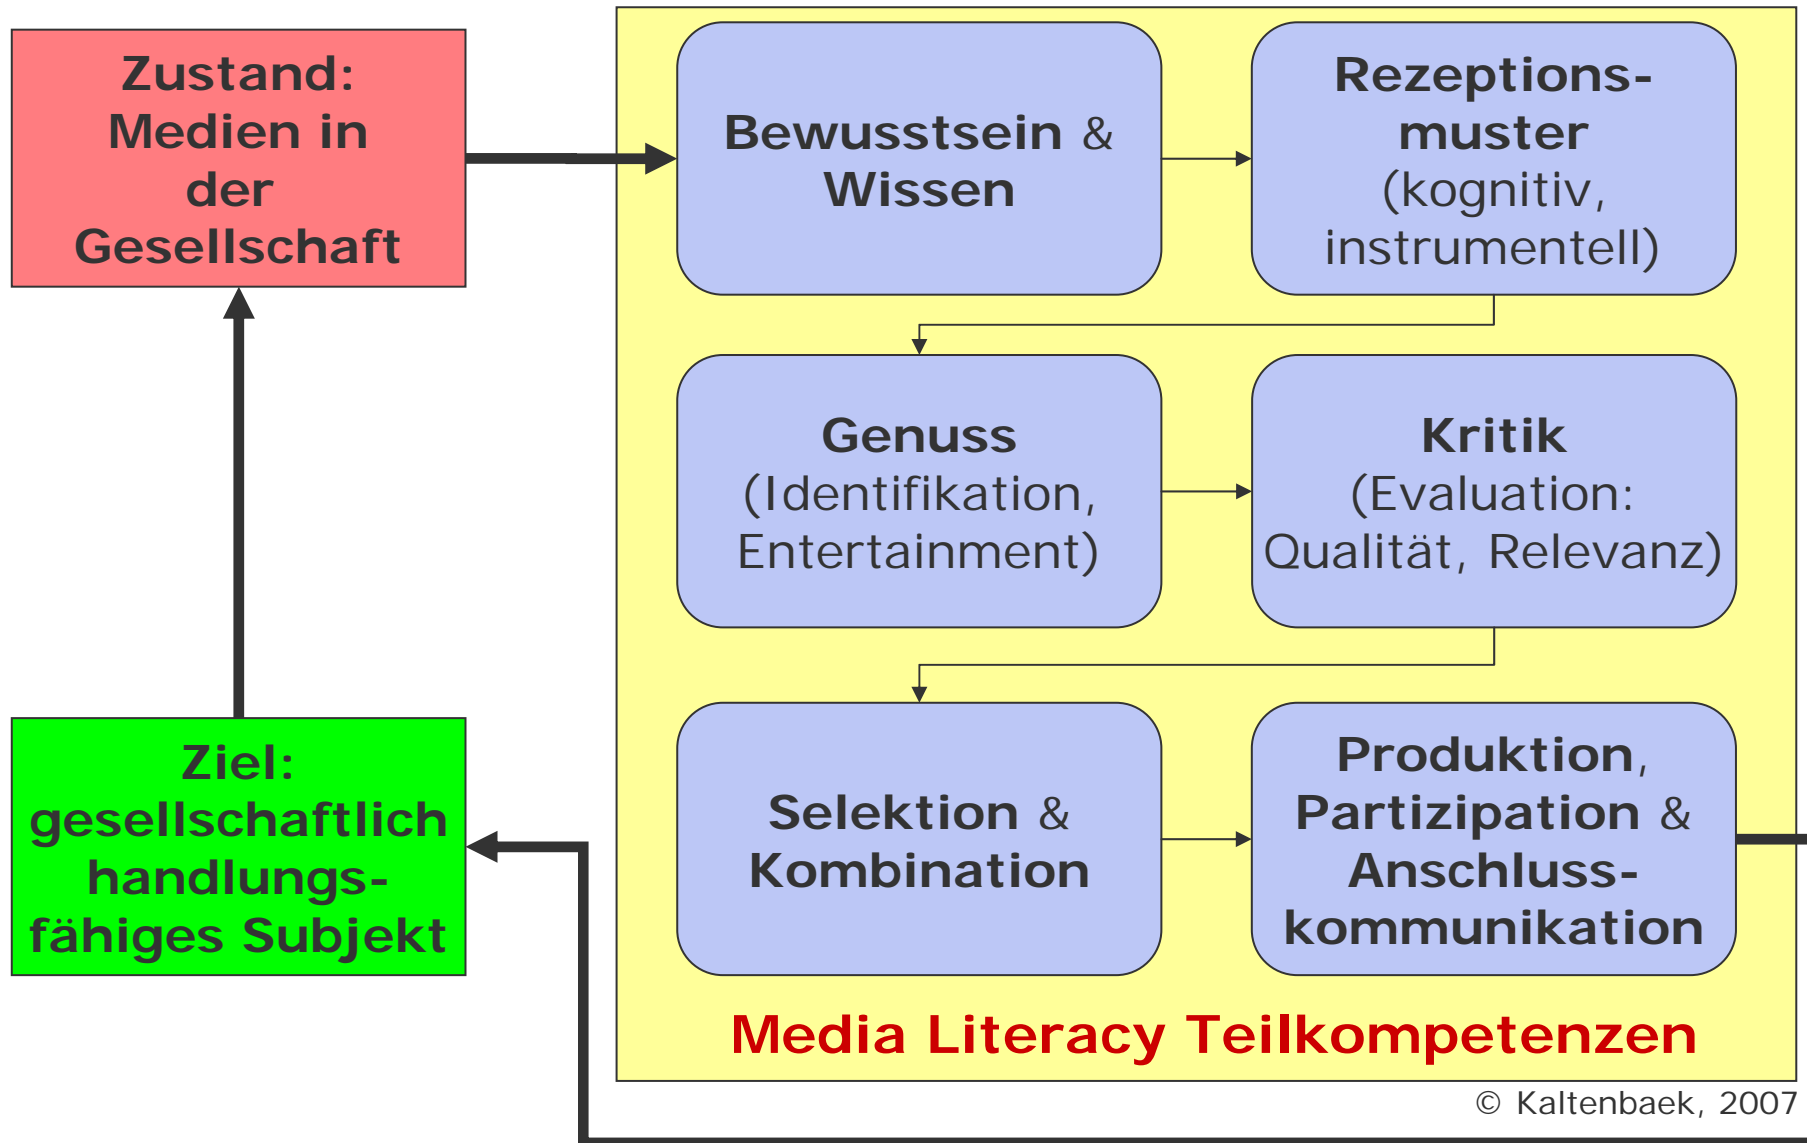 Zustand:
Medien in
der
Gesellschaft
Bewusstsein &
Wissen
Rezeptions-
muster
(kognitiv,
instrumentell)
Genuss
(Identifikation,
Entertainment)
Kritik
(Evaluation:
Qualität, Relevanz)
Selektion &
Kombination
Produktion,
Partizipation &
Anschluss-
kommunikation
Ziel:
gesellschaftlich
handlungs-
fähiges Subjekt
Media Literacy Teilkompetenzen
© Kaltenbaek, 2007